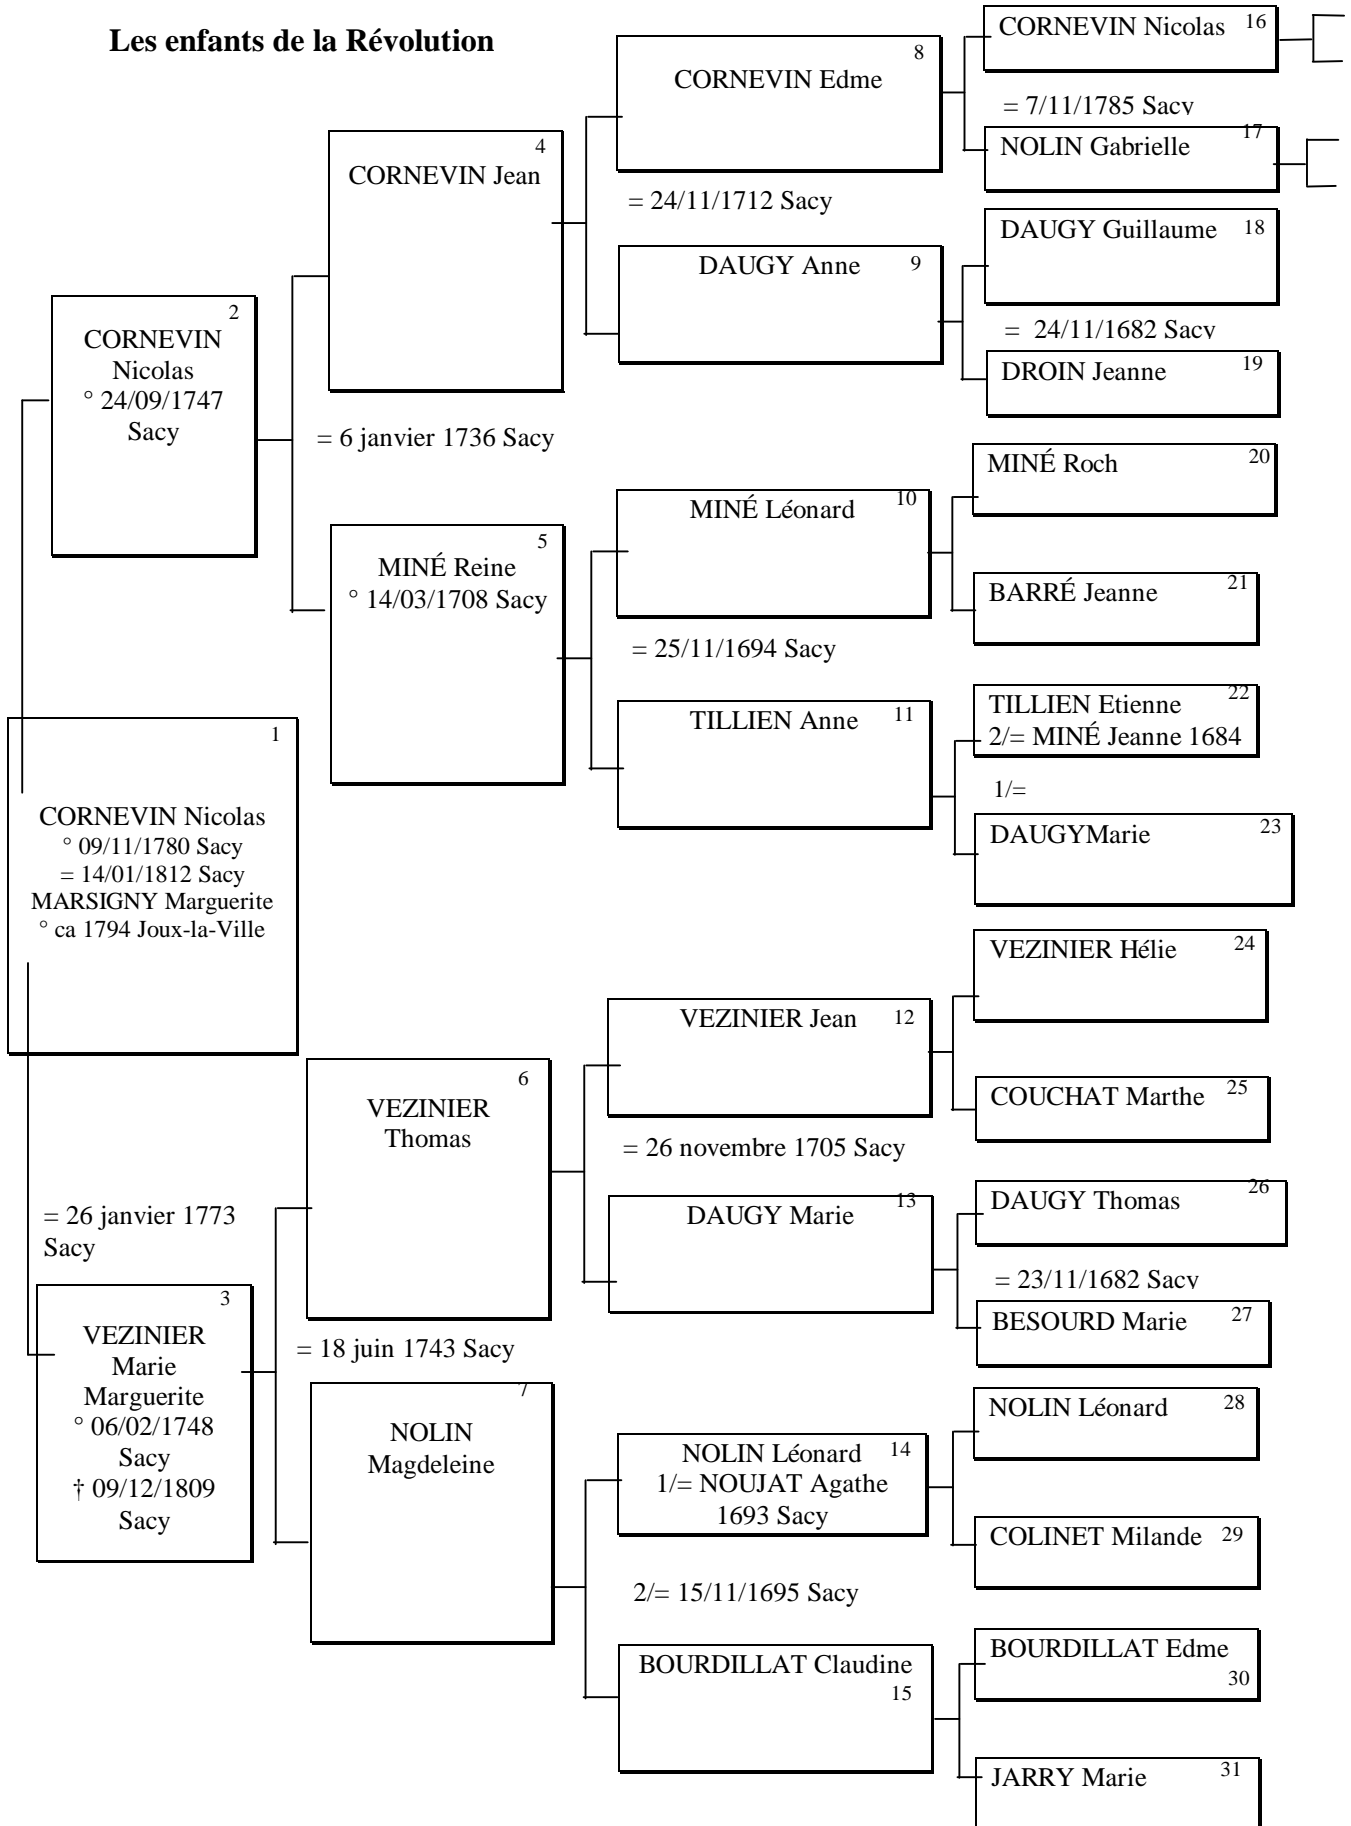 Les enfants de la Révolution
1
CORNEVIN Nicolas
° 09/11/1780 Sacy
= 14/01/1812 Sacy
MARSIGNY Marguerite
° ca 1794 Joux-la-Ville
2
CORNEVIN
Nicolas
° 24/09/1747
Sacy
= 26 janvier 1773
Sacy
3
VEZINIER
Marie
Marguerite
° 06/02/1748
Sacy
† 09/12/1809
Sacy
4
CORNEVIN Jean
= 6 janvier 1736 Sacy
5
MINÉ Reine
° 14/03/1708 Sacy
6
VEZINIER
Thomas
= 18 juin 1743 Sacy
7
NOLIN
Magdeleine
8
CORNEVIN Edme
= 24/11/1712 Sacy
DAUGY Anne 9
10
MINÉ Léonard
= 25/11/1694 Sacy
TILLIEN Anne 11
VEZINIER Jean 12
= 26 novembre 1705 Sacy
13
DAUGY Marie
NOLIN Léonard 14
1/= NOUJAT Agathe
1693 Sacy
2/= 15/11/1695 Sacy
BOURDILLAT Claudine
15
CORNEVIN Nicolas 16
= 7/11/1785 Sacy
17
NOLIN Gabrielle
DAUGY Guillaume 18
= 24/11/1682 Sacy
DROIN Jeanne 19
MINÉ Roch 20
BARRÉ Jeanne 21
TILLIEN Etienne 22
2/= MINÉ Jeanne 1684
1/=
DAUGYMarie 23
VEZINIER Hélie 24
COUCHAT Marthe 25
DAUGY Thomas 26
= 23/11/1682 Sacy
BESOURD Marie 27
NOLIN Léonard 28
COLINET Milande 29
BOURDILLAT Edme
30
JARRY Marie 31